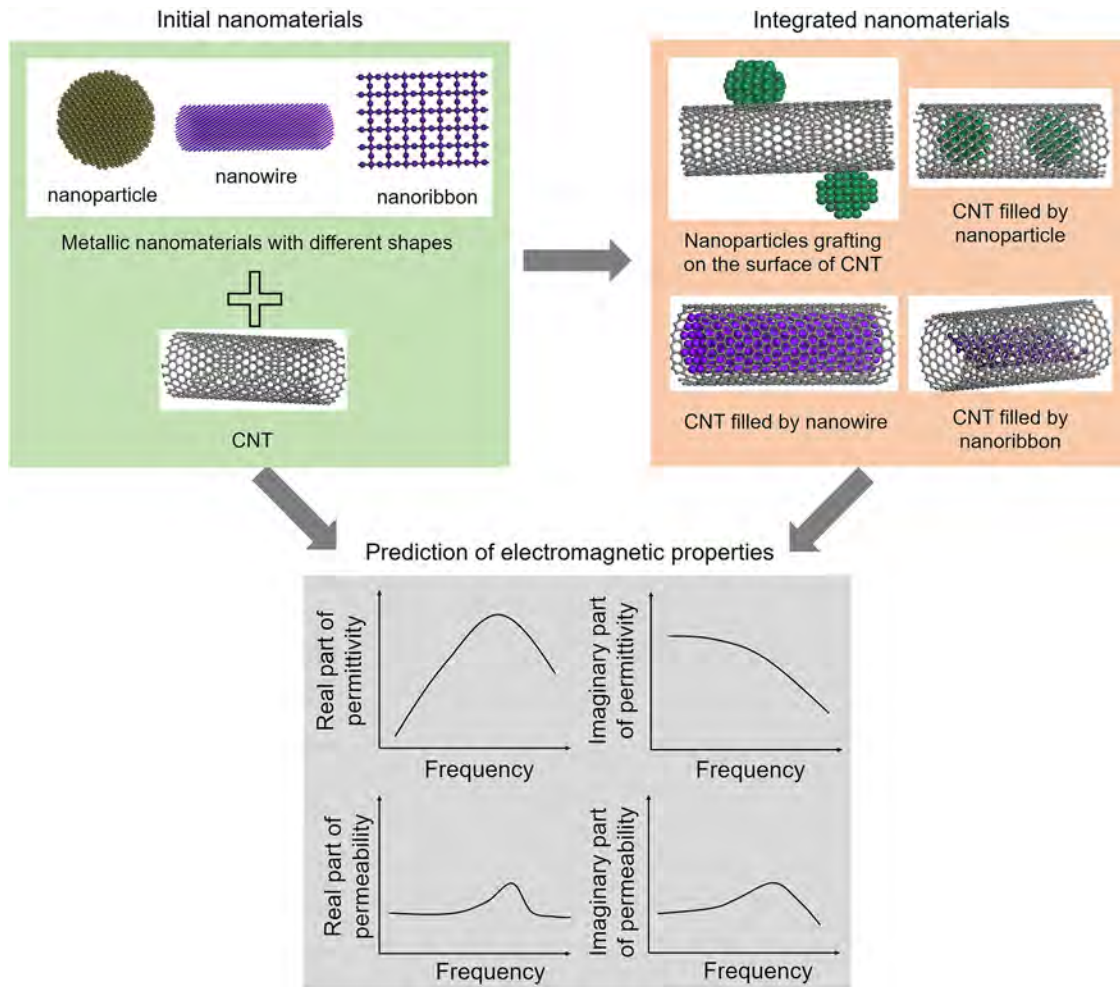 Initial nanomaterials
nanoparticle
nanowire
nanoribbon
Metallic nanomaterials with different shapes
CNT
Integrated nanomaterials
Nanoparticles grafting
on the surface of CNT
CNT filled by
nanoparticle
CNT filled by nanowire
CNT filled by
nanoribbon
Prediction of electromagnetic properties
Real part of
permittivity
Frequency
Imaginary part
of permittivity
Frequency
Real part of
permeability
Frequency
Imaginary part
of permeability
Frequency